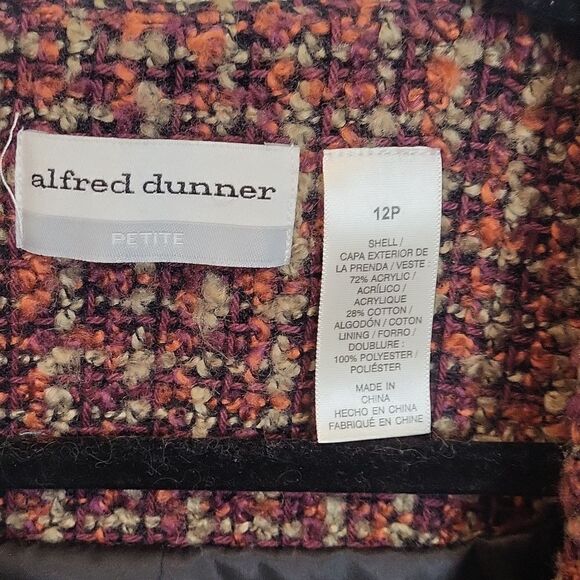 alfred dunner
PETITE
12P
SHELL /
CAPA EXTERIOR DE
LA PRENDA / VESTE :
72% ACRYLIC /
ACRÍLICO /
ACRYLIQUE
28% COTTON /
ALGODÓN / COTON
LINING / FORRO /
DOUBLURE :
100% POLYESTER /
POLIÉSTER
MADE IN
CHINA
HECHO EN CHINA
FABRIQUÉ EN CHINE